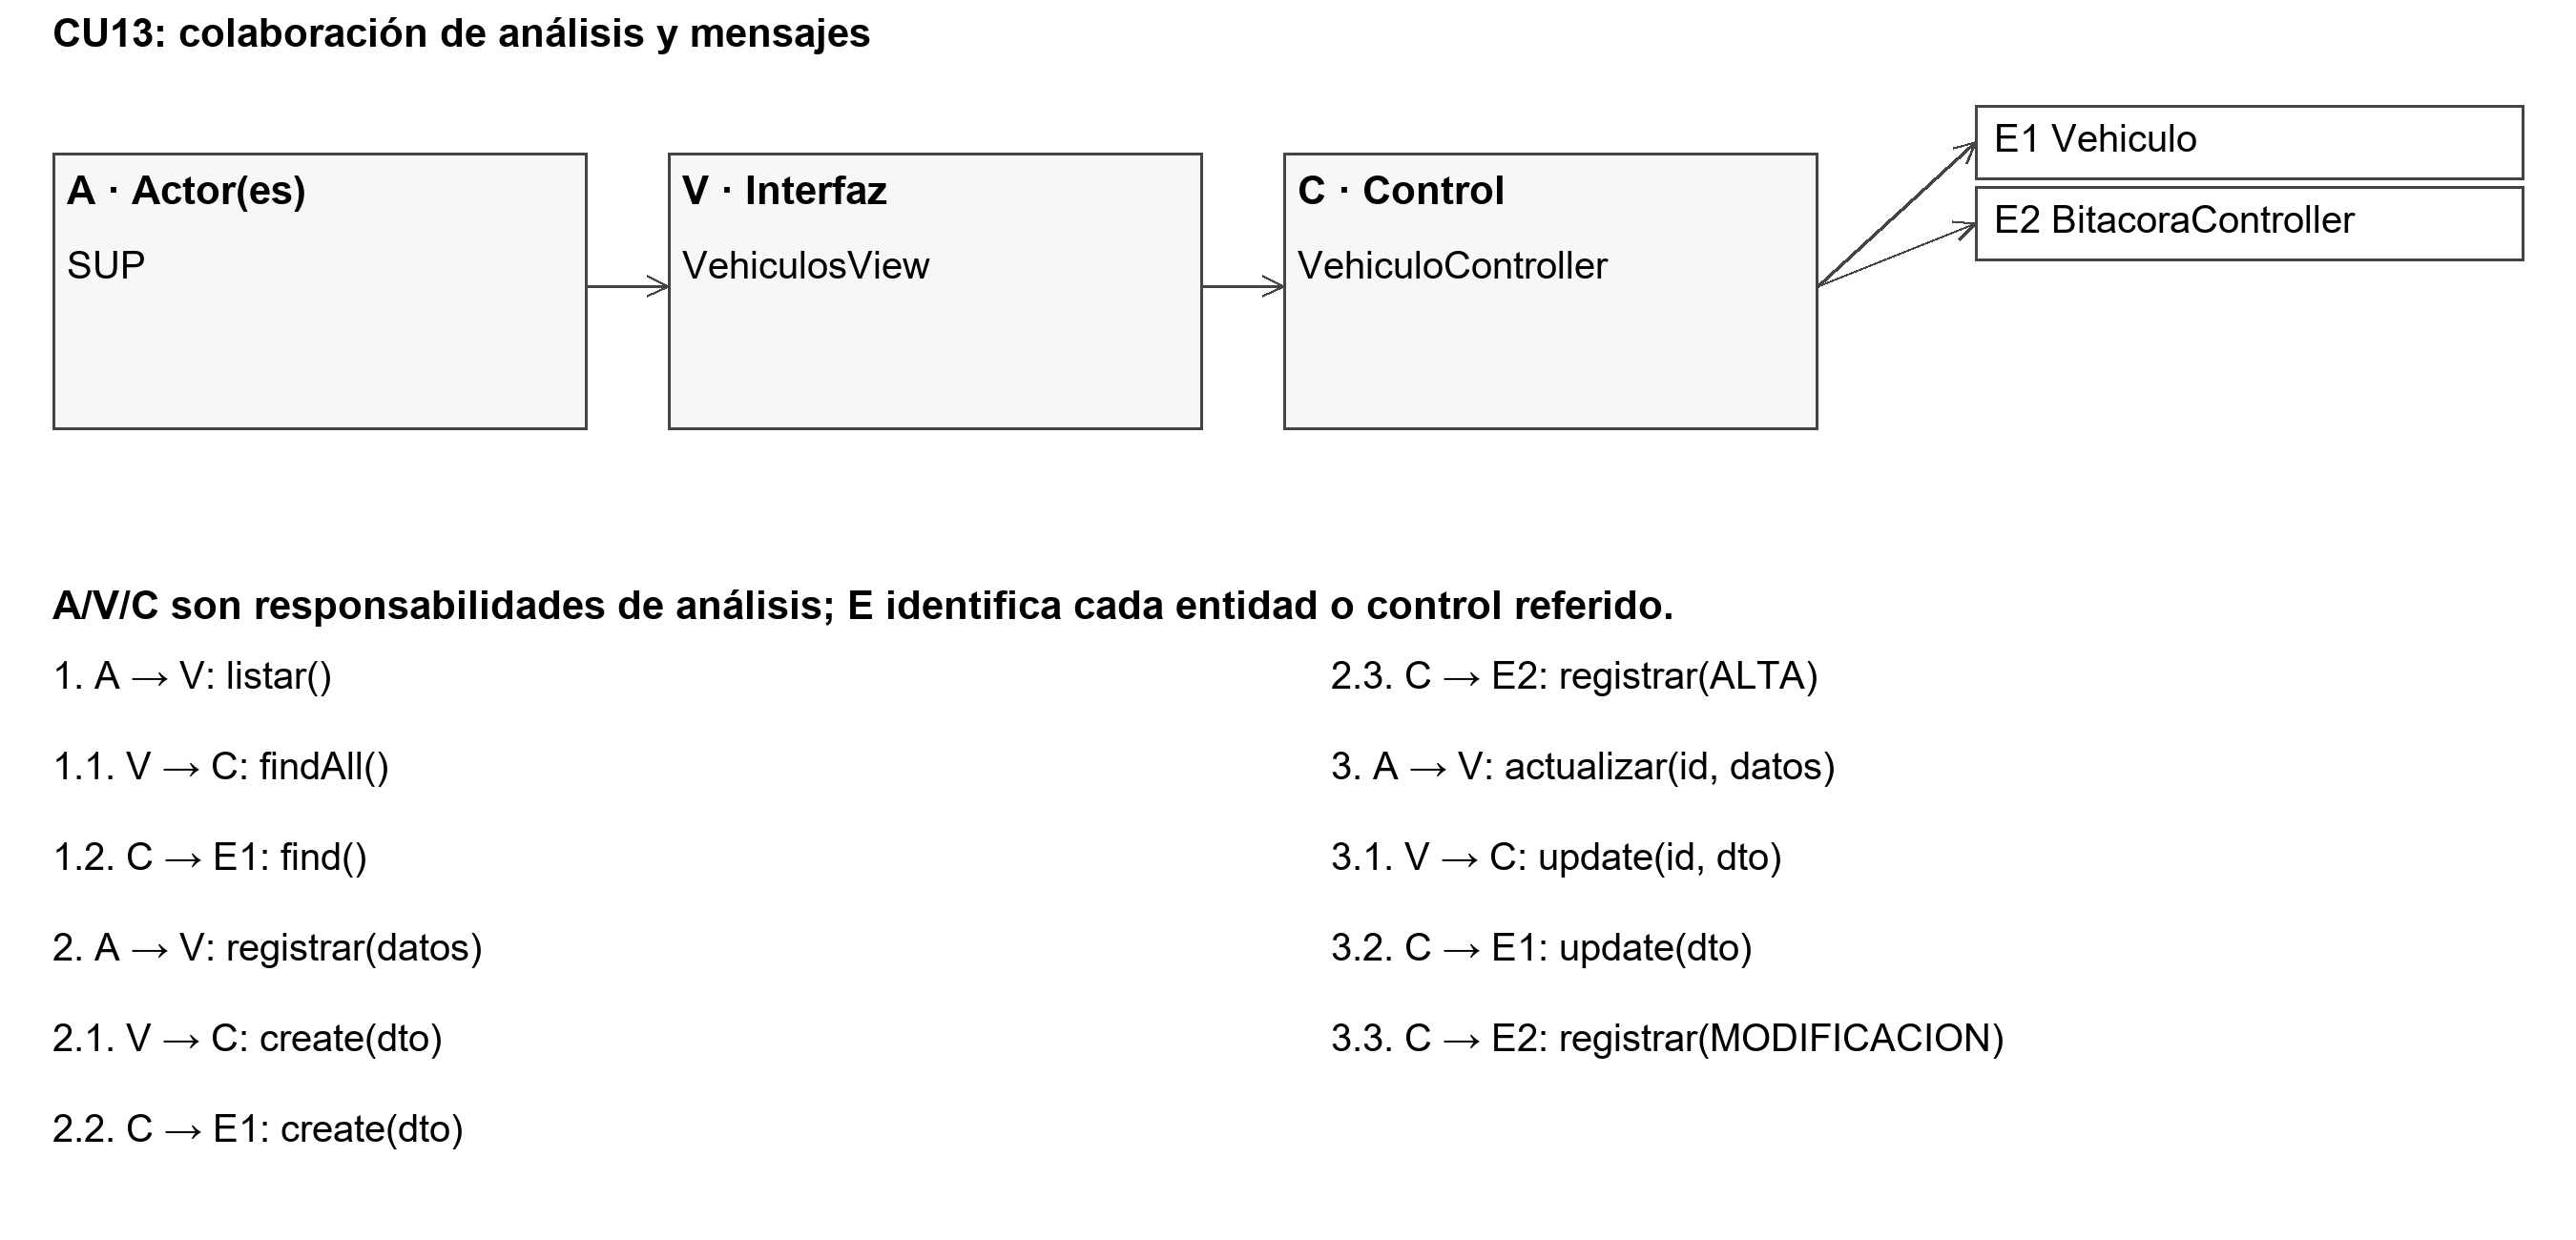 CU13: colaboración de análisis y mensajes
A · Actor(es)
SUP
V · Interfaz
VehiculosView
C · Control
VehiculoController
E1 Vehiculo
E2 BitacoraController
A/V/C son responsabilidades de análisis; E identifica cada entidad o control referido.
1. A → V: listar()
1.1. V → C: findAll()
1.2. C → E1: find()
2. A → V: registrar(datos)
2.1. V → C: create(dto)
2.2. C → E1: create(dto)
2.3. C → E2: registrar(ALTA)
3. A → V: actualizar(id, datos)
3.1. V → C: update(id, dto)
3.2. C → E1: update(dto)
3.3. C → E2: registrar(MODIFICACION)